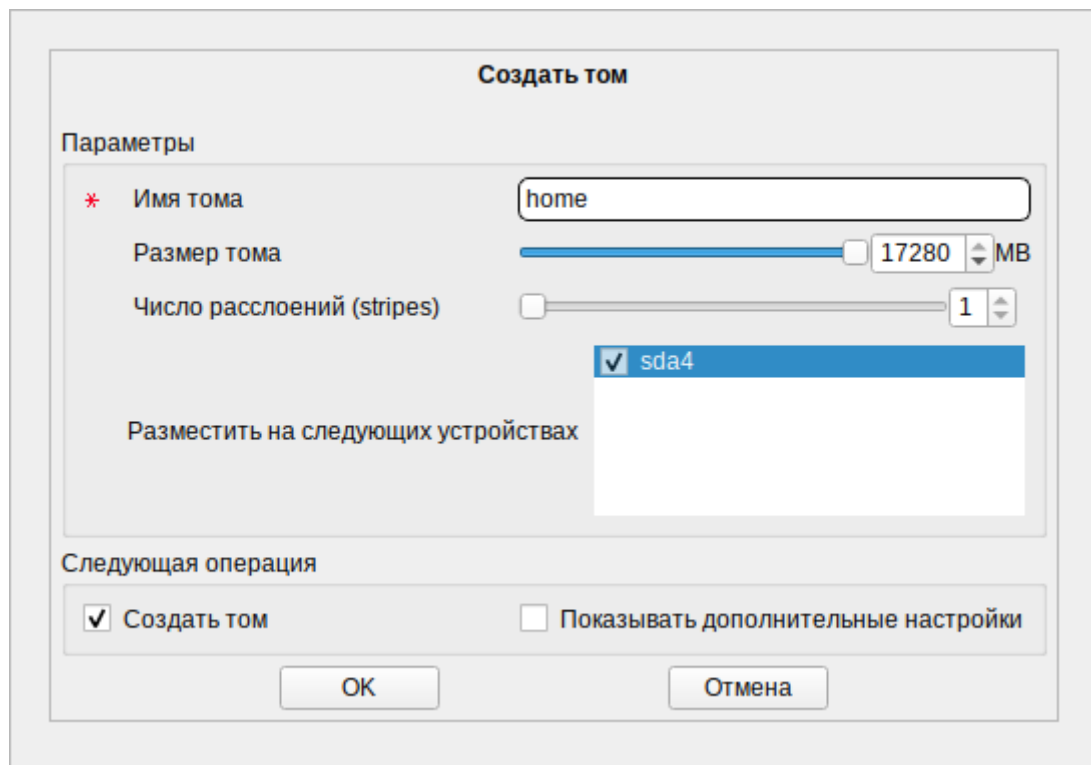 Создать том
Параметры
* Имя тома home
Размер тома 17280 MB
Число расслоений (stripes) 1
sda4
Разместить на следующих устройствах
Следующая операция
Создать том Показывать дополнительные настройки
OK Отмена